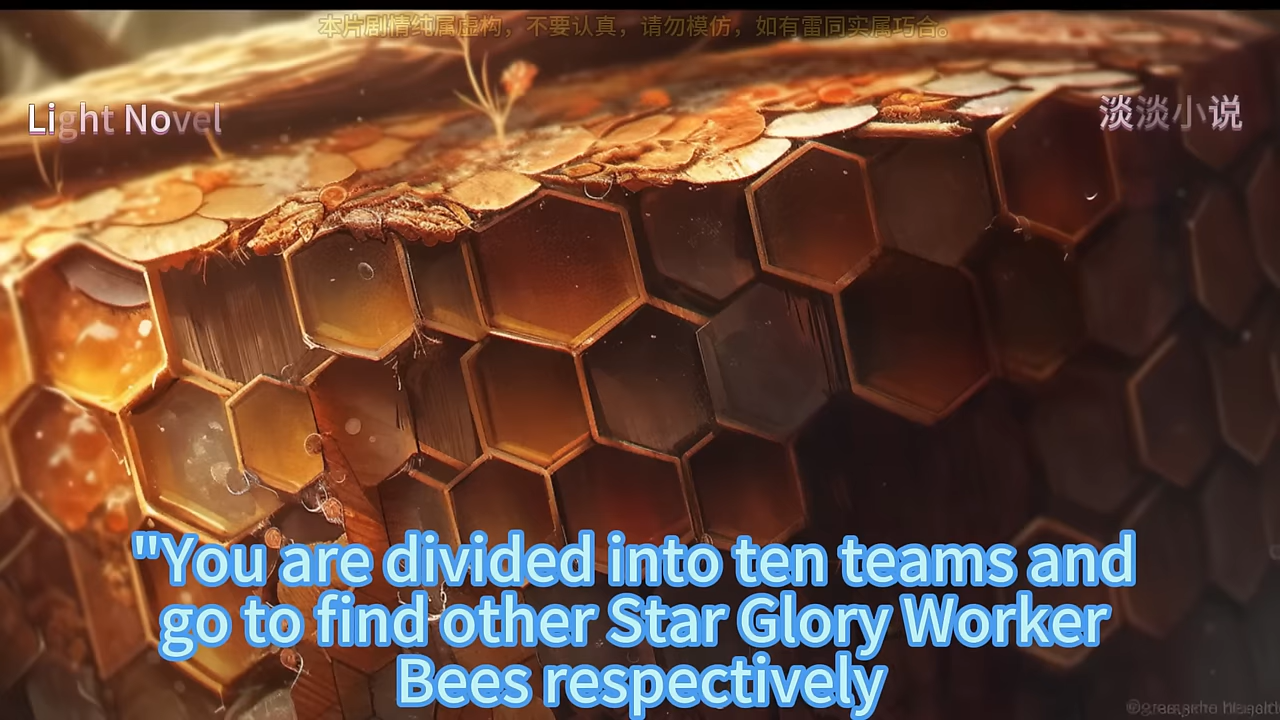 本片剧情纯属虚构，不要认真，请勿模仿，如有雷同实属巧合。
Light Novel
淡淡小说
"You are divided into ten teams and
go to find other Star Glory Worker
Bees respectively